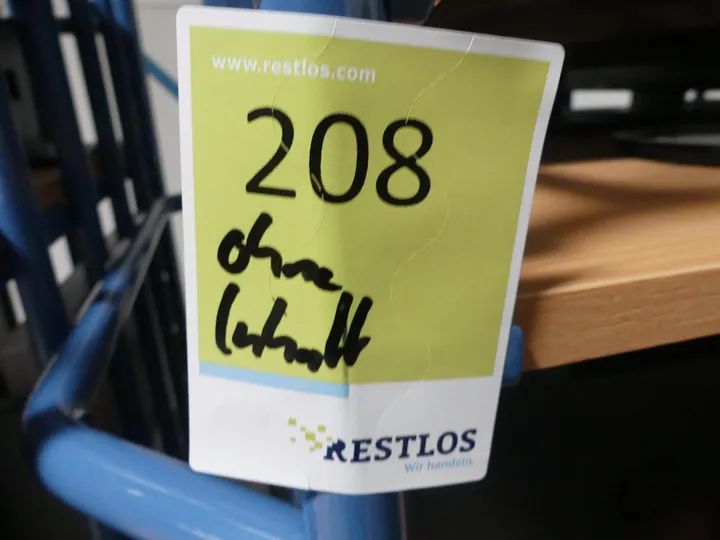 www.restlos.com
208
ohne
Inhalt
RESTLOS
Wir handeln.